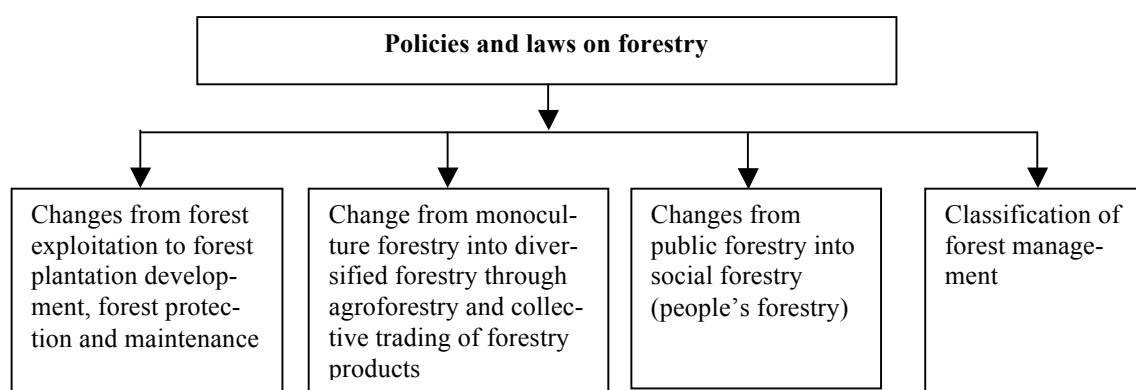 Policies and laws on forestry
Changes from forest
exploitation to forest
plantation develop-
ment, forest protec-
tion and maintenance
Change from monocul-
ture forestry into diver-
sified forestry through
agroforestry and collec-
tive trading of forestry
products
Changes from
public forestry into
social forestry
(people’s forestry)
Classification of
forest manage-
ment